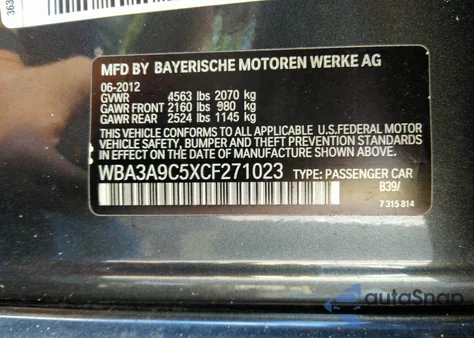 363
MFD BY BAYERISCHE MOTOREN WERKE AG
06-2012
GVWR 4563 lbs 2070 kg
GAWR FRONT 2160 lbs 980 kg
GAWR REAR 2524 lbs 1145 kg
THIS VEHICLE CONFORMS TO ALL APPLICABLE U.S.FEDERAL MOTOR
VEHICLE SAFETY, BUMPER AND THEFT PREVENTION STANDARDS
IN EFFECT ON THE DATE OF MANUFACTURE SHOWN ABOVE.
WBA3A9C5XCF271023 TYPE: PASSENGER CAR
B39/
7 315 814
autoSnap